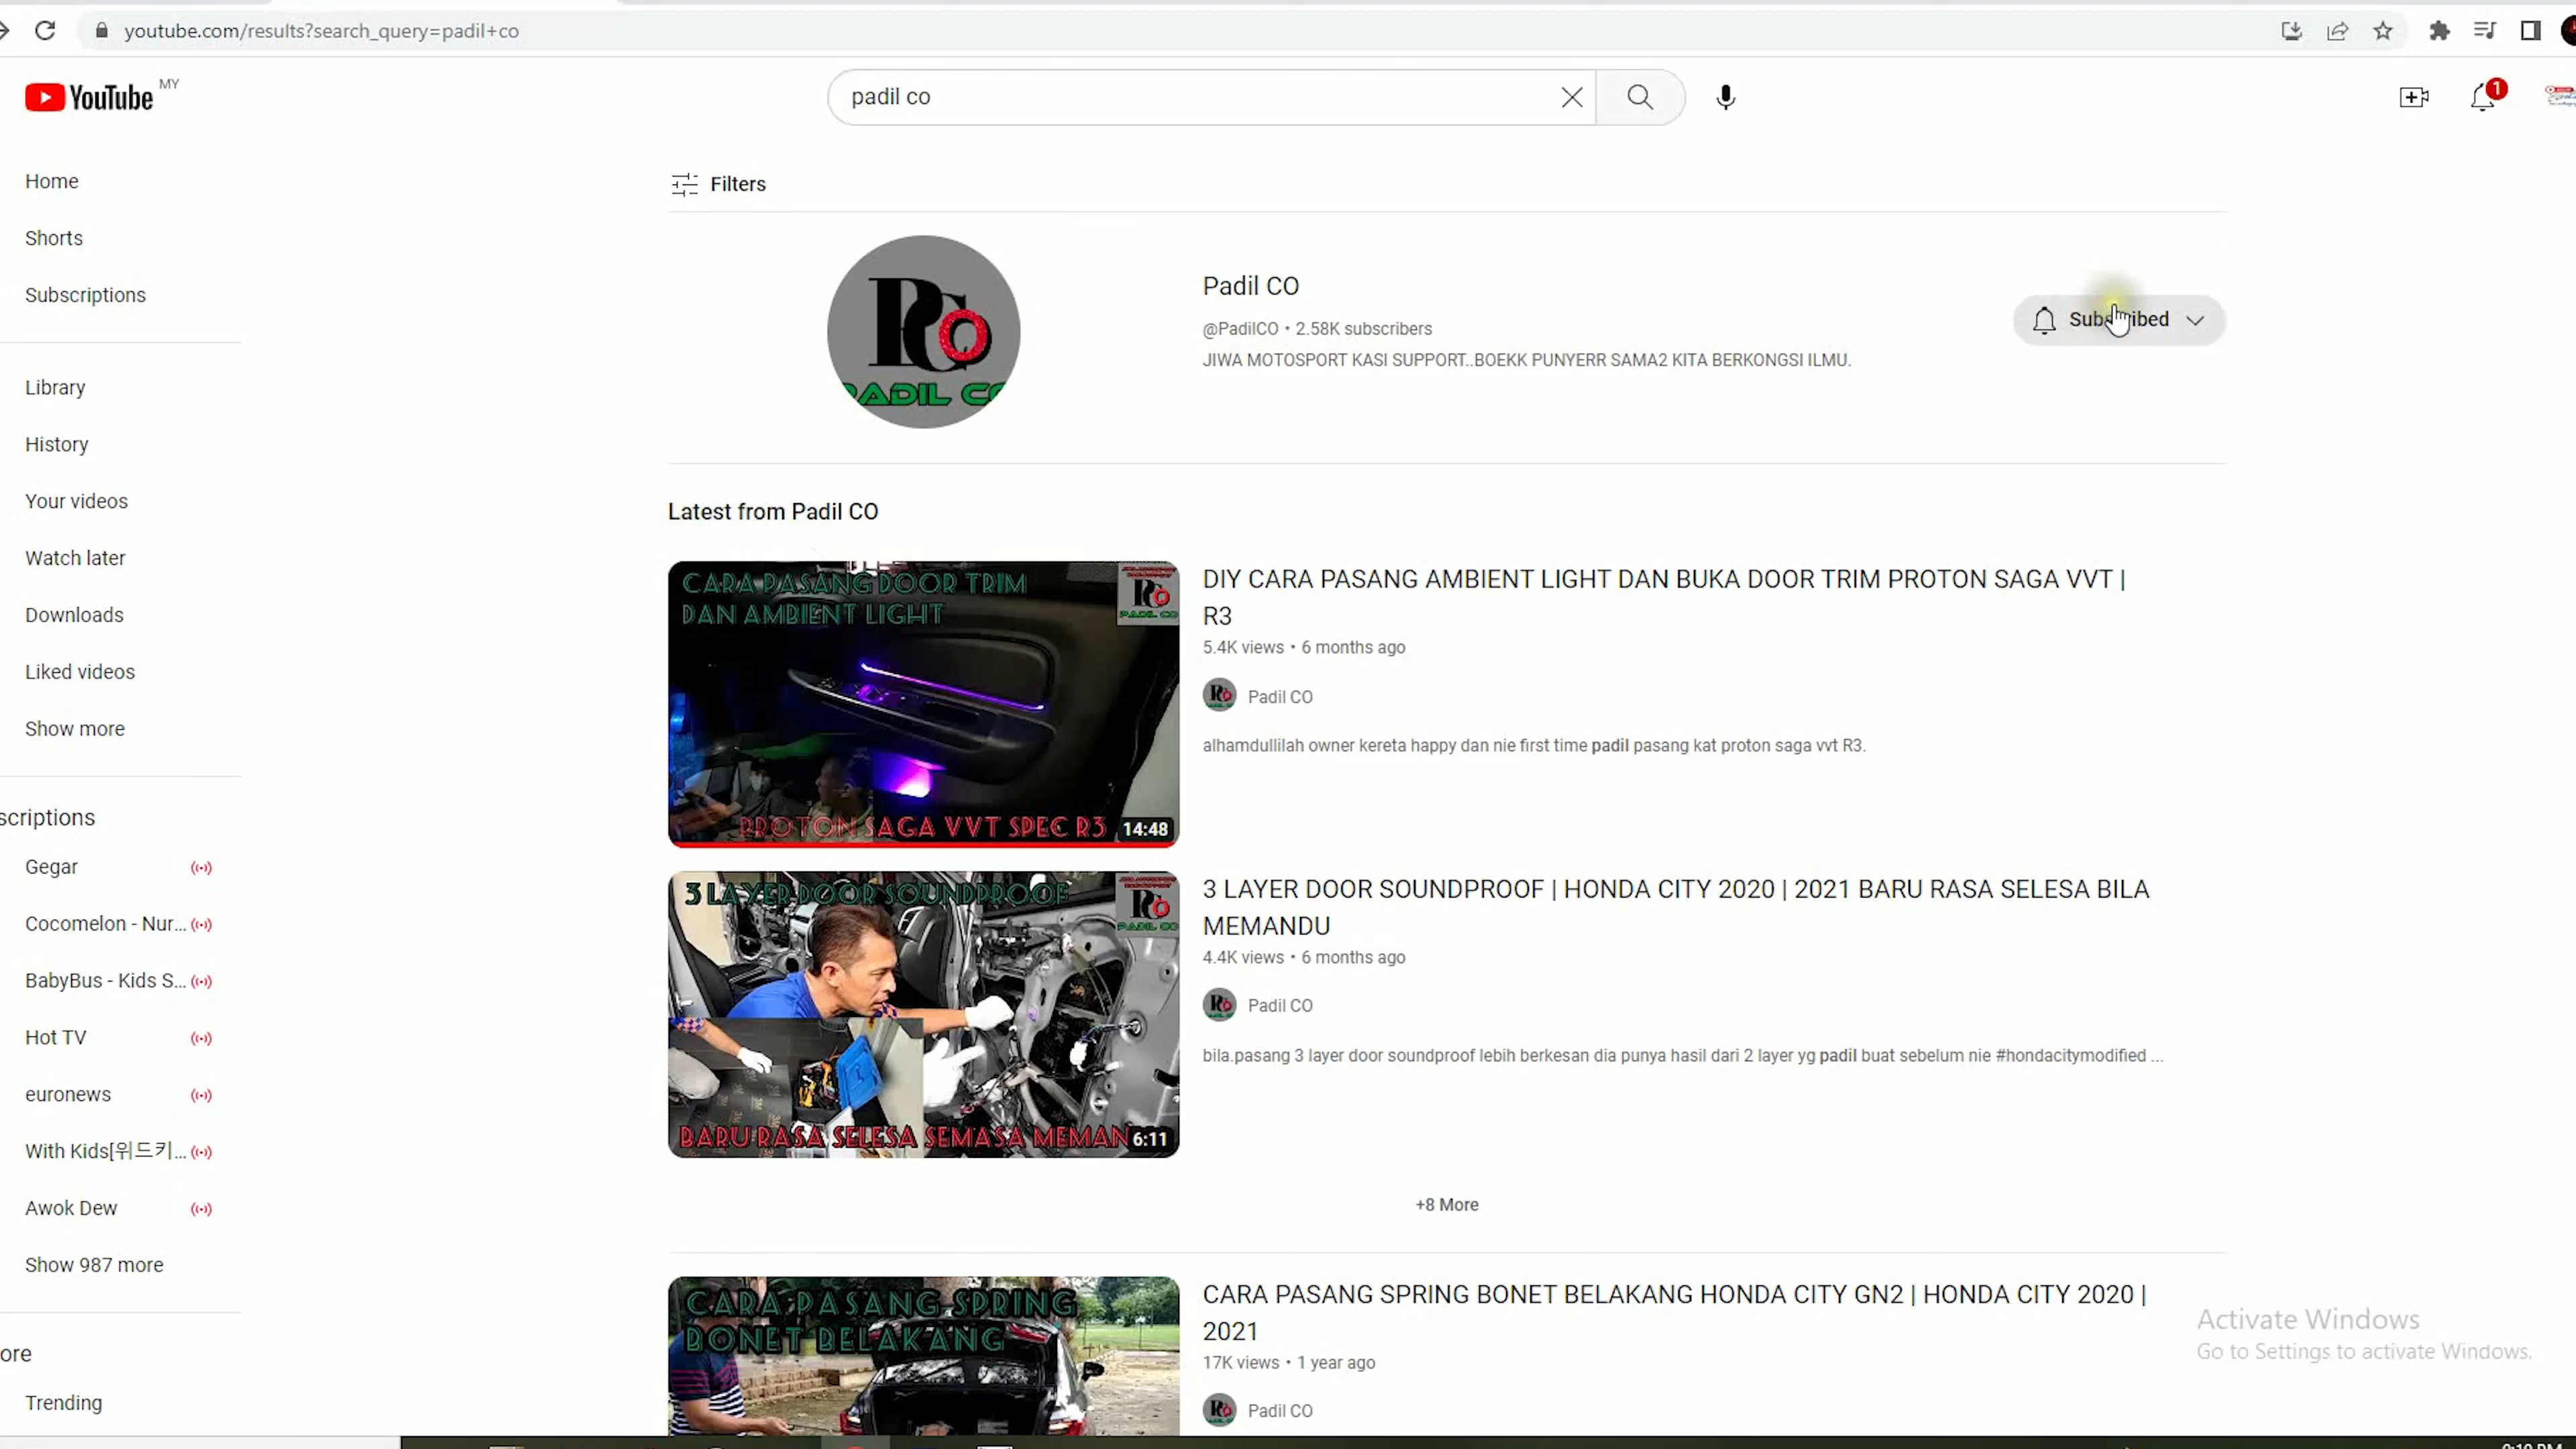 youtube.com/results?search_query=padil+co
YouTube MY
padil co
1
Home
Shorts
Subscriptions
Library
History
Your videos
Watch later
Downloads
Liked videos
Show more
scriptions
Gegar
Cocomelon - Nur...
BabyBus - Kids S...
Hot TV
euronews
With Kids[위드키...
Awok Dew
Show 987 more
ore
Trending
Filters
PCO
PADIL CO
Padil CO
@PadilCO • 2.58K subscribers
JIWA MOTOSPORT KASI SUPPORT..BOEKK PUNYERR SAMA2 KITA BERKONGSI ILMU.
Subscribed
Latest from Padil CO
CARA PASANG DOOR TRIM
DAN AMBIENT LIGHT
PADIL CO
PROTON SAGA VVT SPEC R3
14:48
DIY CARA PASANG AMBIENT LIGHT DAN BUKA DOOR TRIM PROTON SAGA VVT |
R3
5.4K views • 6 months ago
Padil CO
alhamdullilah owner kereta happy dan nie first time padil pasang kat proton saga vvt R3.
3 LAYER DOOR SOUNDPROOF
PADIL CO
BARU RASA SELESA SEMASA MEMAN
6:11
3 LAYER DOOR SOUNDPROOF | HONDA CITY 2020 | 2021 BARU RASA SELESA BILA
MEMANDU
4.4K views • 6 months ago
Padil CO
bila.pasang 3 layer door soundproof lebih berkesan dia punya hasil dari 2 layer yg padil buat sebelum nie #hondacitymodified ...
+8 More
CARA PASANG SPRING
BONET BELAKANG
CARA PASANG SPRING BONET BELAKANG HONDA CITY GN2 | HONDA CITY 2020 |
2021
17K views • 1 year ago
Padil CO
Activate Windows
Go to Settings to activate Windows.